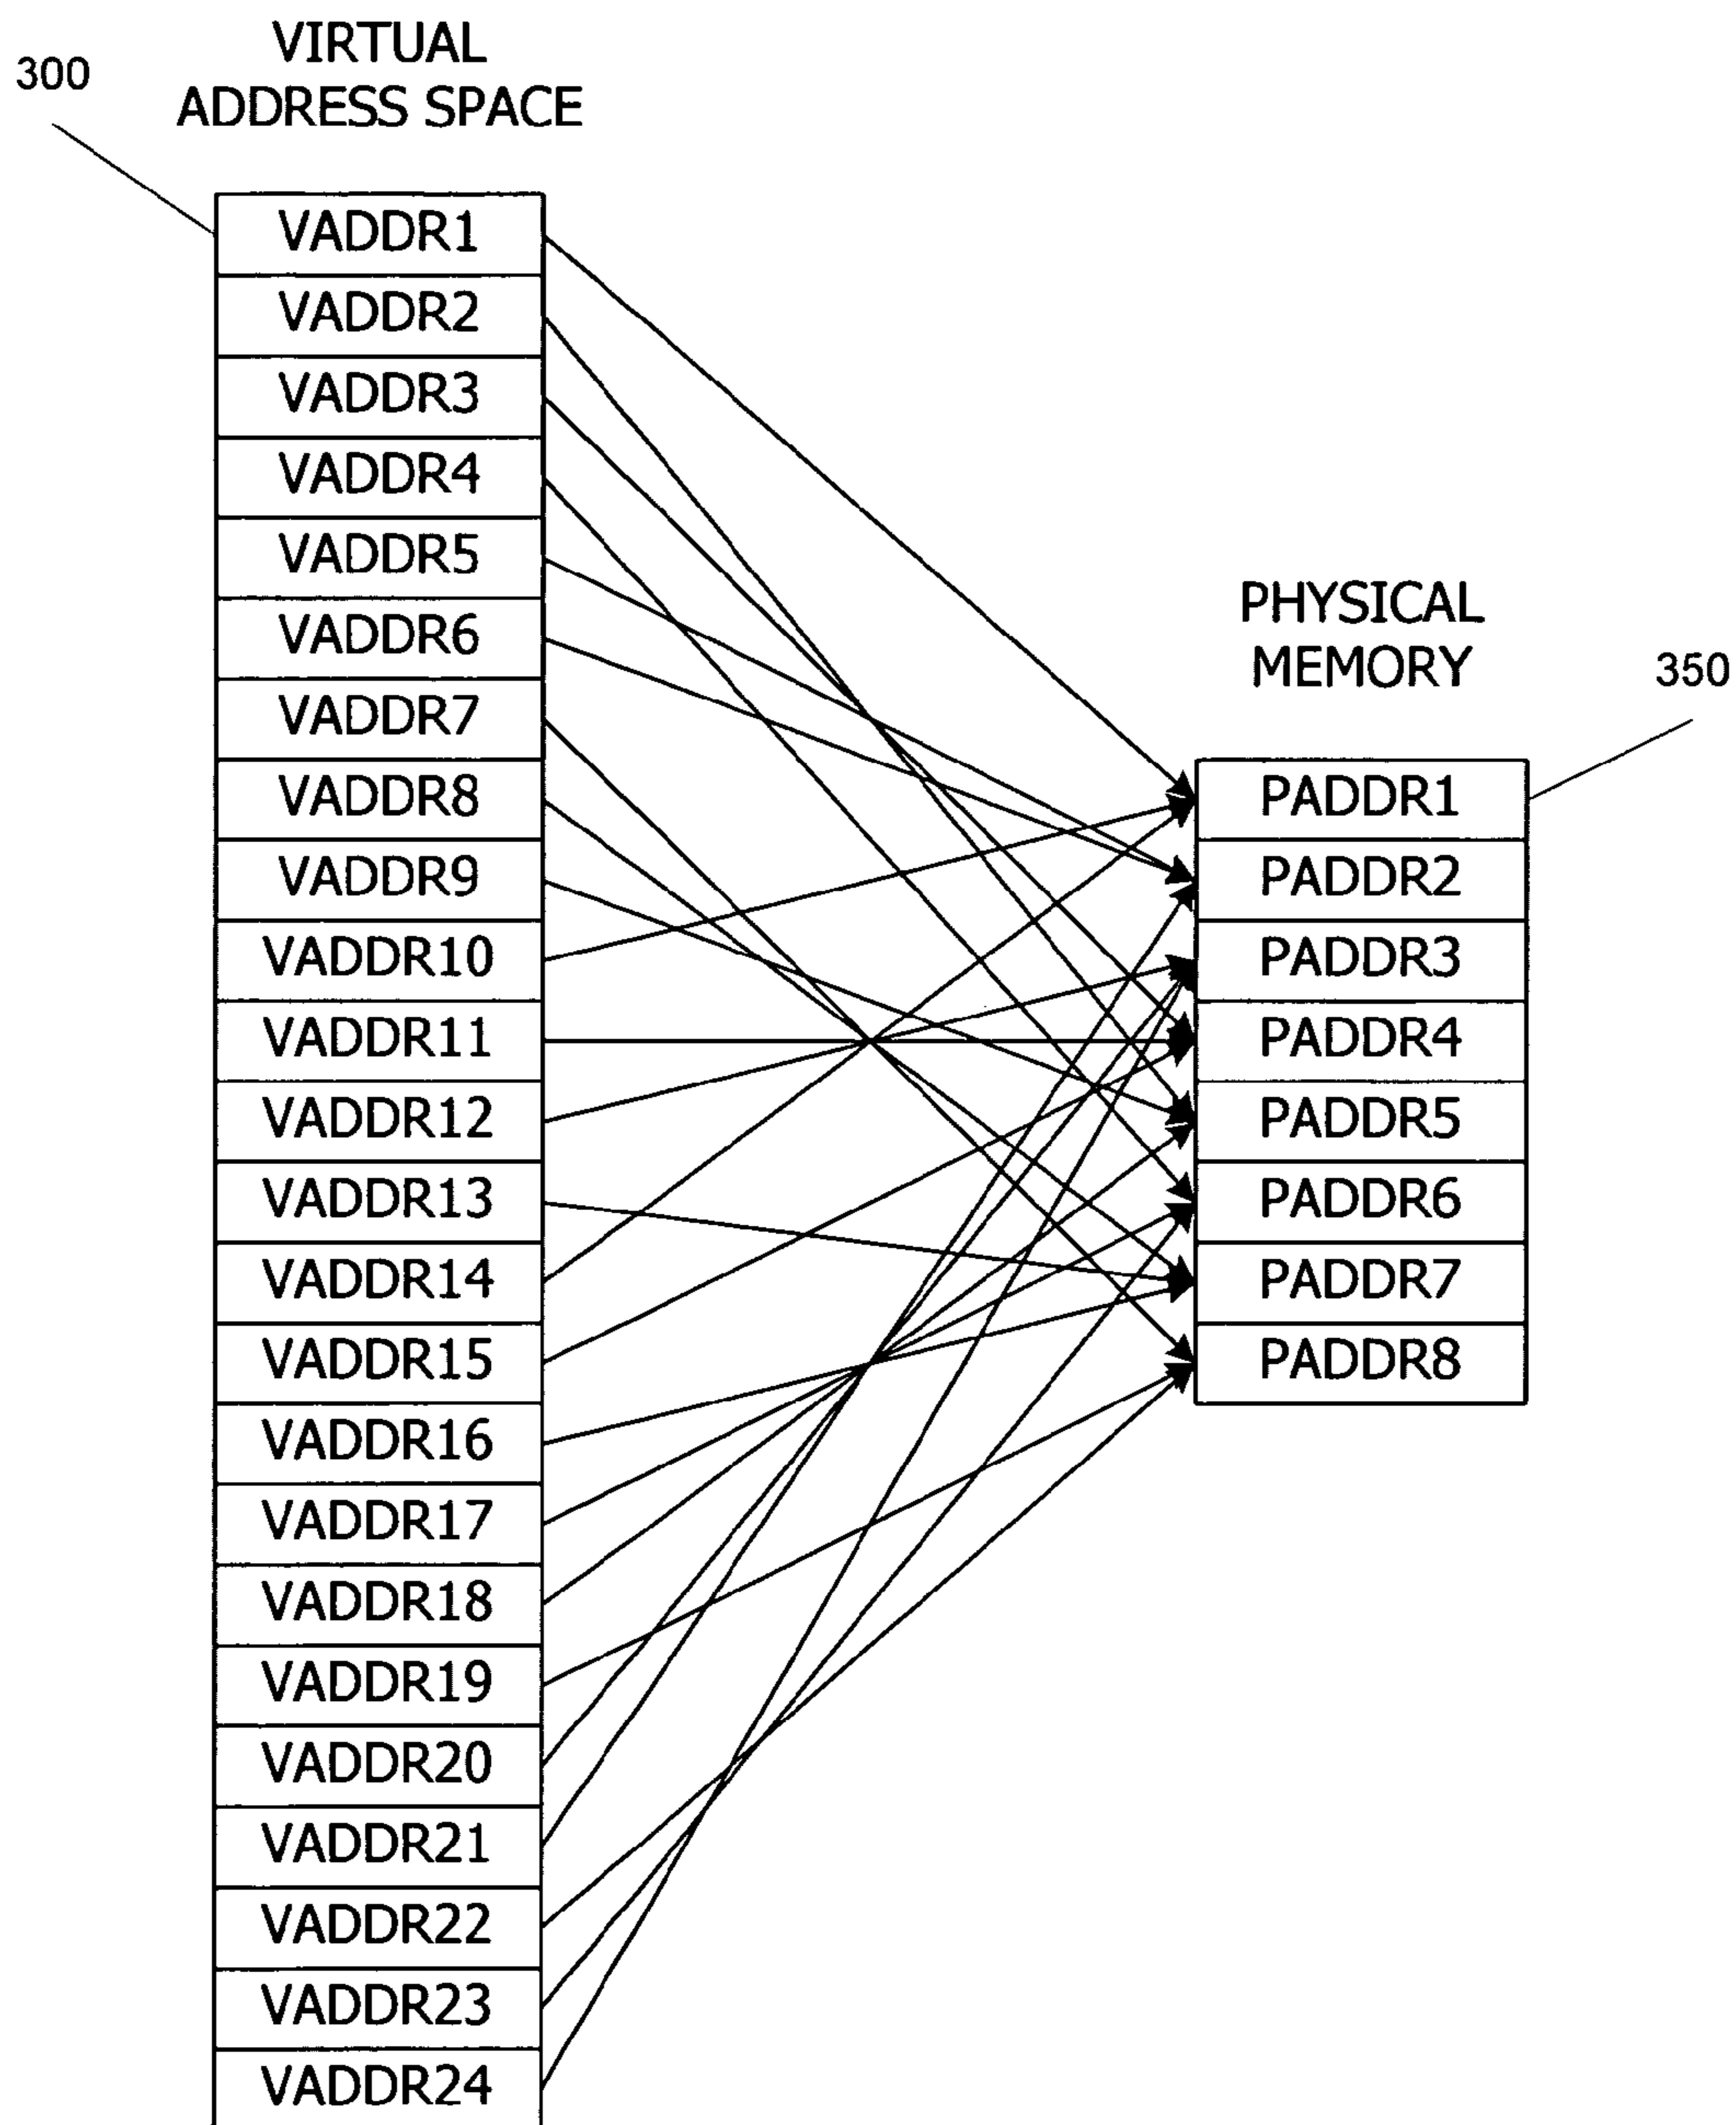 300
VIRTUAL
ADDRESS SPACE
VADDR1
VADDR2
VADDR3
VADDR4
VADDR5
VADDR6
VADDR7
VADDR8
VADDR9
VADDR10
VADDR11
VADDR12
VADDR13
VADDR14
VADDR15
VADDR16
VADDR17
VADDR18
VADDR19
VADDR20
VADDR21
VADDR22
VADDR23
VADDR24
PHYSICAL
MEMORY
350
PADDR1
PADDR2
PADDR3
PADDR4
PADDR5
PADDR6
PADDR7
PADDR8